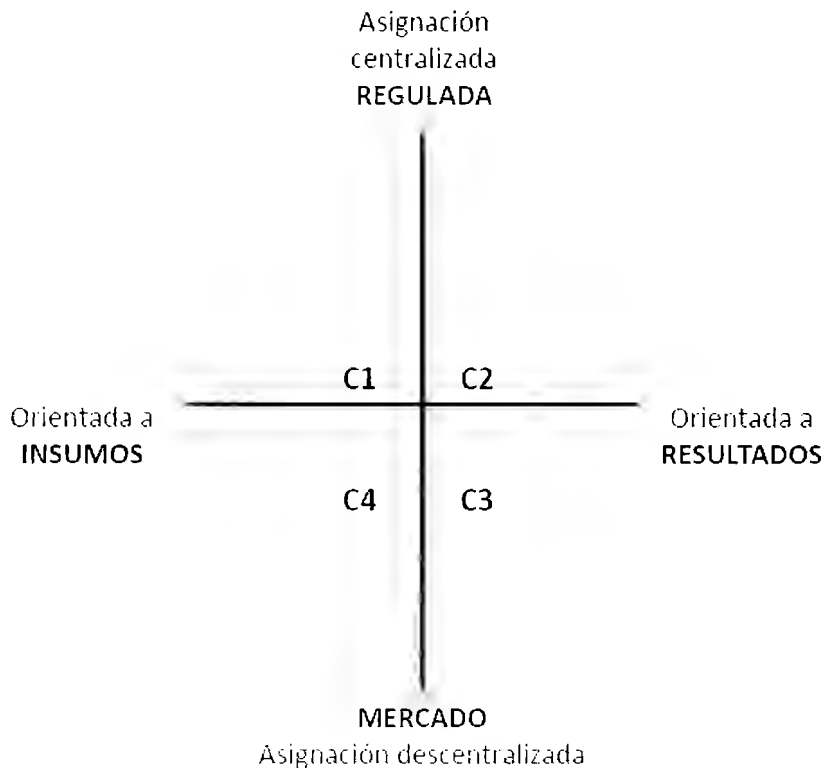 Asignación
centralizada
REGULADA
C1 C2
Orientada a
INSUMOS
Orientada a
RESULTADOS
C4 C3
MERCADO
Asignación descentralizada